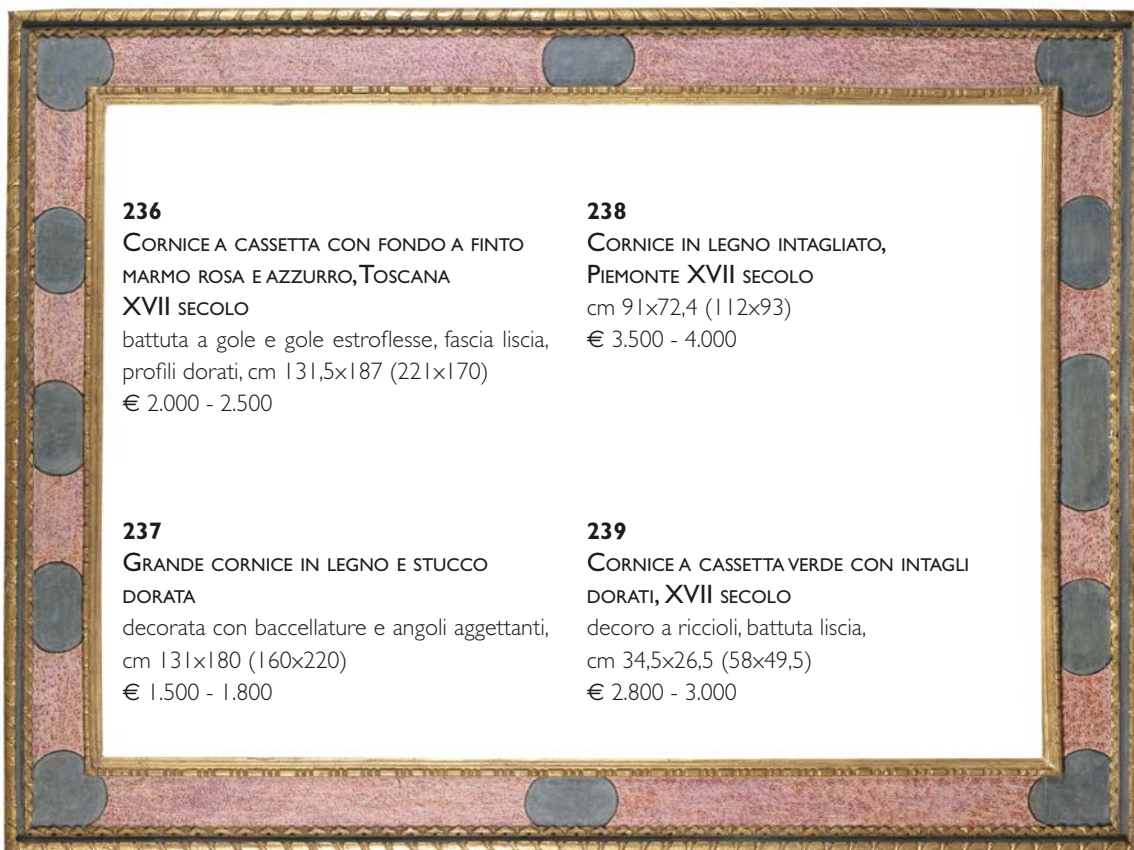 236
Cornice a cassetta con fondo a finto
marmo rosa e azzurro, Toscana
XVII secolo
battuta a gole e gole estroflesse, fascia liscia,
profili dorati, cm 131,5x187 (221x170)
€ 2.000 - 2.500
237
Grande cornice in legno e stucco
dorata
decorata con baccellature e angoli aggettanti,
cm 131x180 (160x220)
€ 1.500 - 1.800
238
Cornice in legno intagliato,
Piemonte XVII secolo
cm 91x72,4 (112x93)
€ 3.500 - 4.000
239
Cornice a cassetta verde con intagli
dorati, XVII secolo
decoro a riccioli, battuta liscia,
cm 34,5x26,5 (58x49,5)
€ 2.800 - 3.000